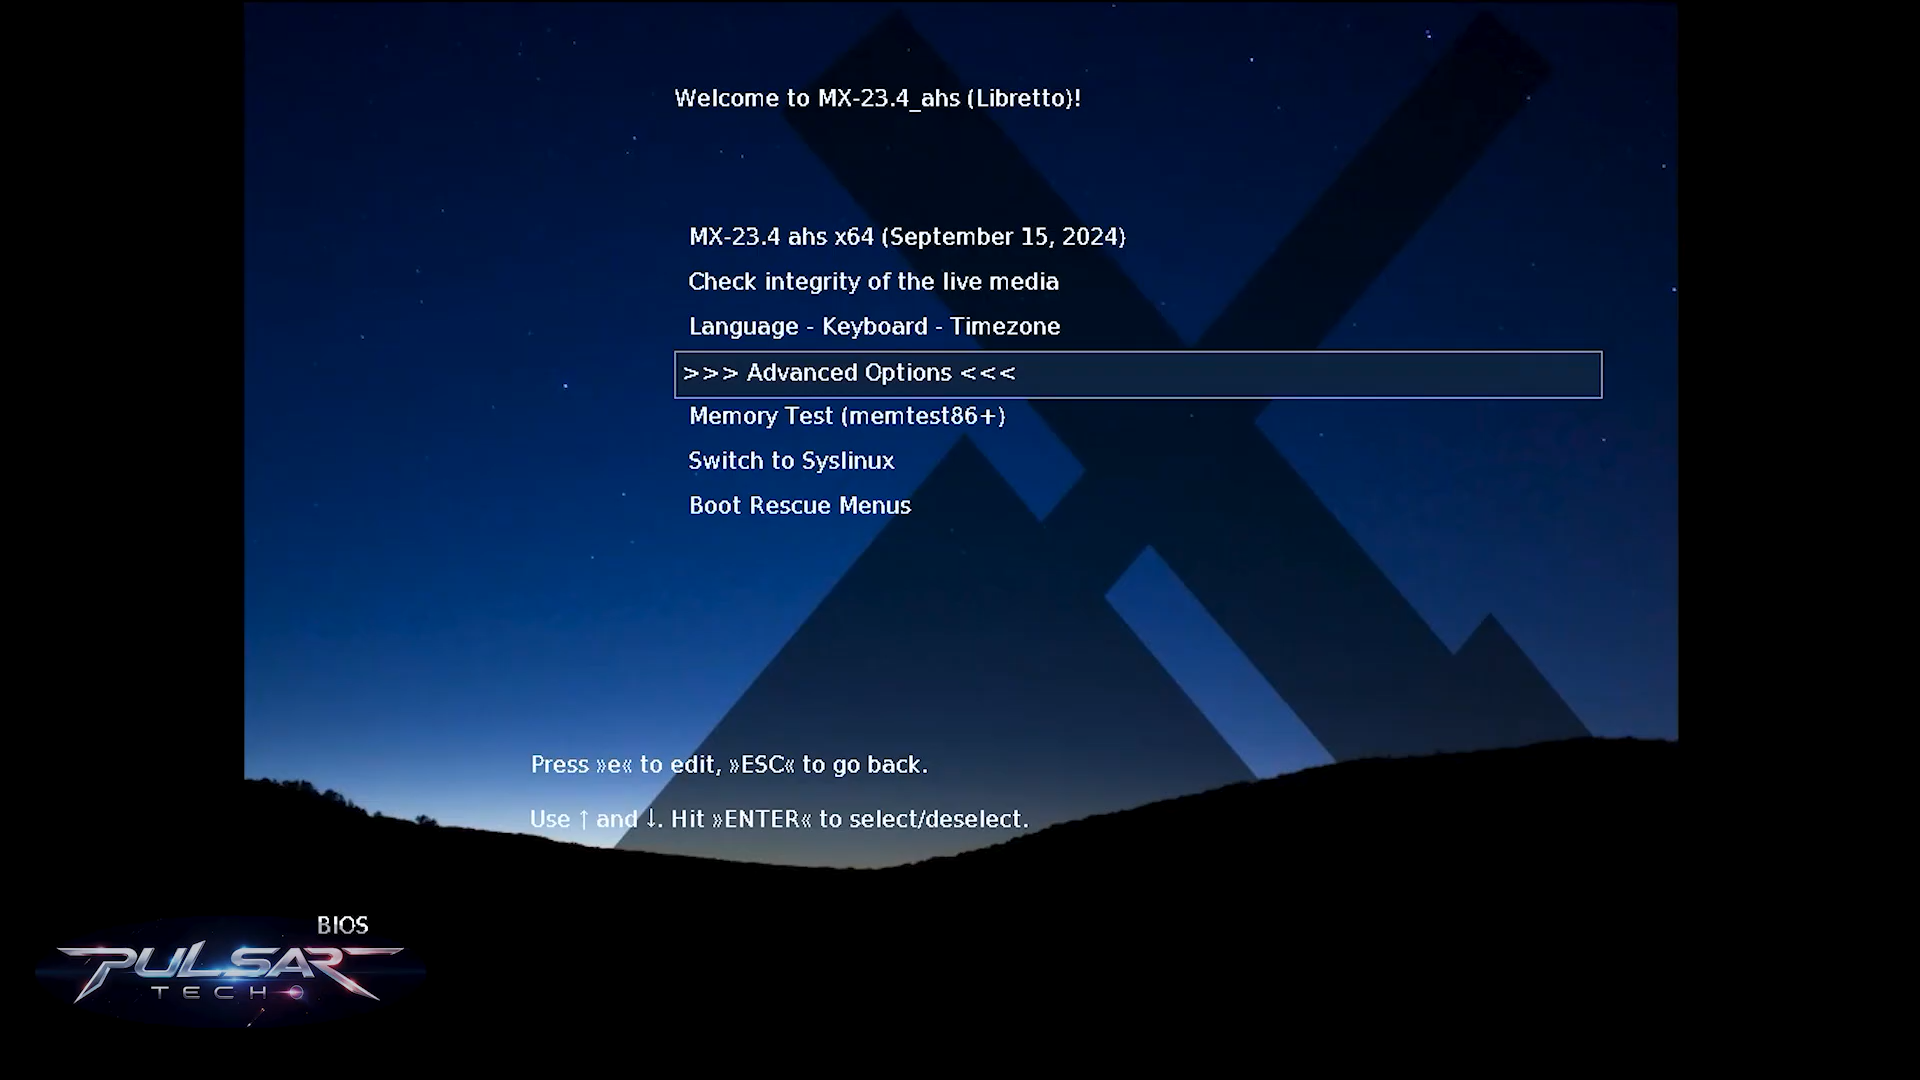 Welcome to MX-23.4_ahs (Libretto)!
MX-23.4 ahs x64 (September 15, 2024)
Check integrity of the live media
Language - Keyboard - Timezone
>>> Advanced Options <<<
Memory Test (memtest86+)
Switch to Syslinux
Boot Rescue Menus
Press »e« to edit, »ESC« to go back.
Use ↑ and ↓. Hit »ENTER« to select/deselect.
BIOS
PULSAR
TECH